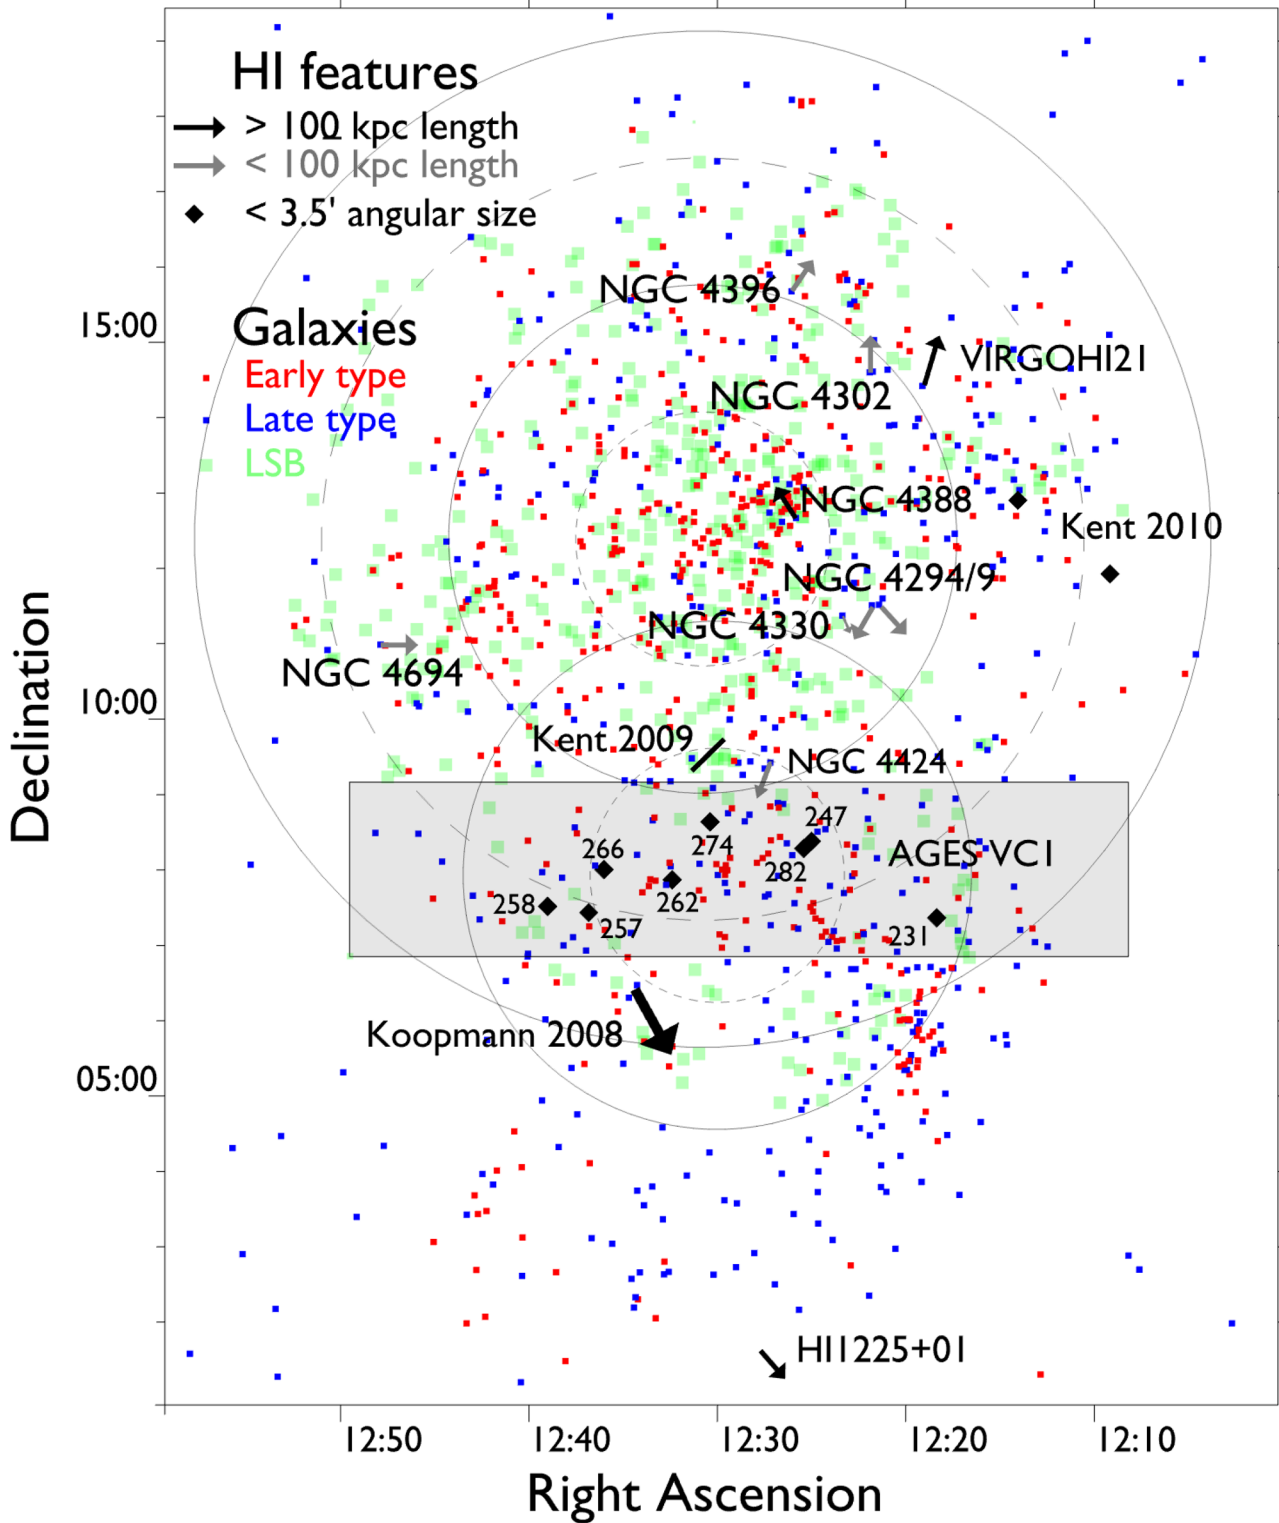 HI features
> 100 kpc length
< 100 kpc length
< 3.5' angular size
NGC 4396
Galaxies
15:00
Early type
VIRGOHI21
NGC 4302
Late type
LSB
NGC 4388
Kent 2010
NGC 4294/9
NGC 4330
NGC 4694
10:00
Kent 2009
NGC 4424
247
266
274
AGES VC1
282
258
262
257
231
Koopmann 2008
05:00
HI1225+01
Declination
12:50
12:40
12:30
12:20
12:10
Right Ascension